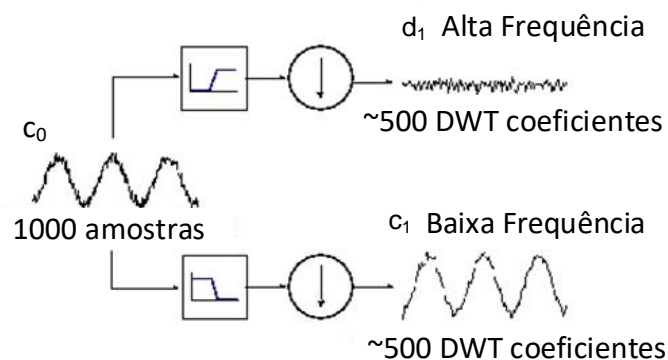 d₁ Alta Frequência
~500 DWT coeficientes
c₀
1000 amostras
c₁ Baixa Frequência
~500 DWT coeficientes